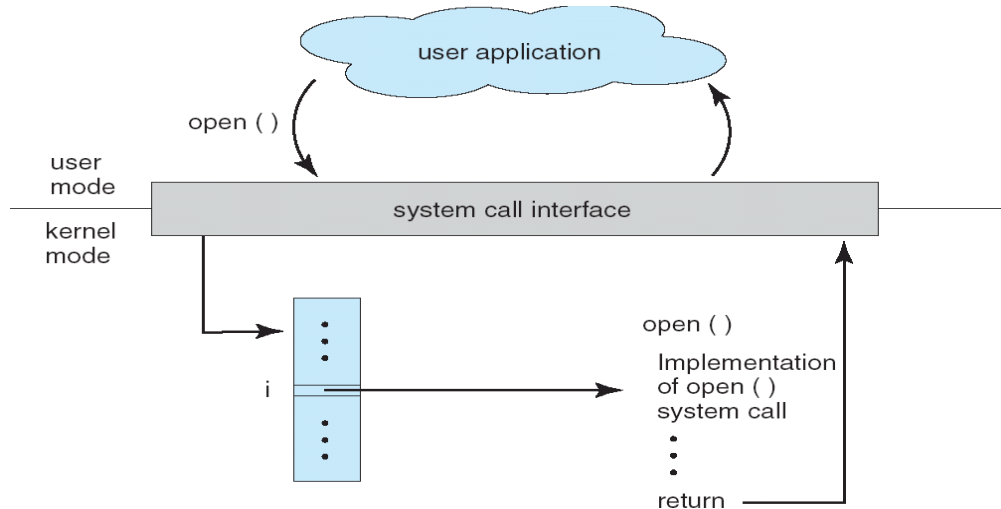 user application
open ( )
user
mode
system call interface
kernel
mode
open ( )
i
Implementation
of open ( )
system call
return